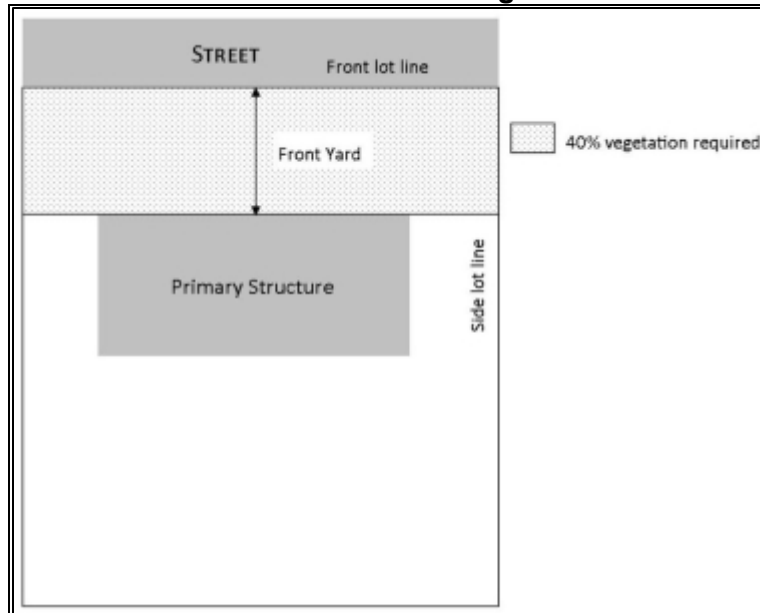 STREET
Front lot line
Front Yard
40% vegetation required
Primary Structure
Side lot line